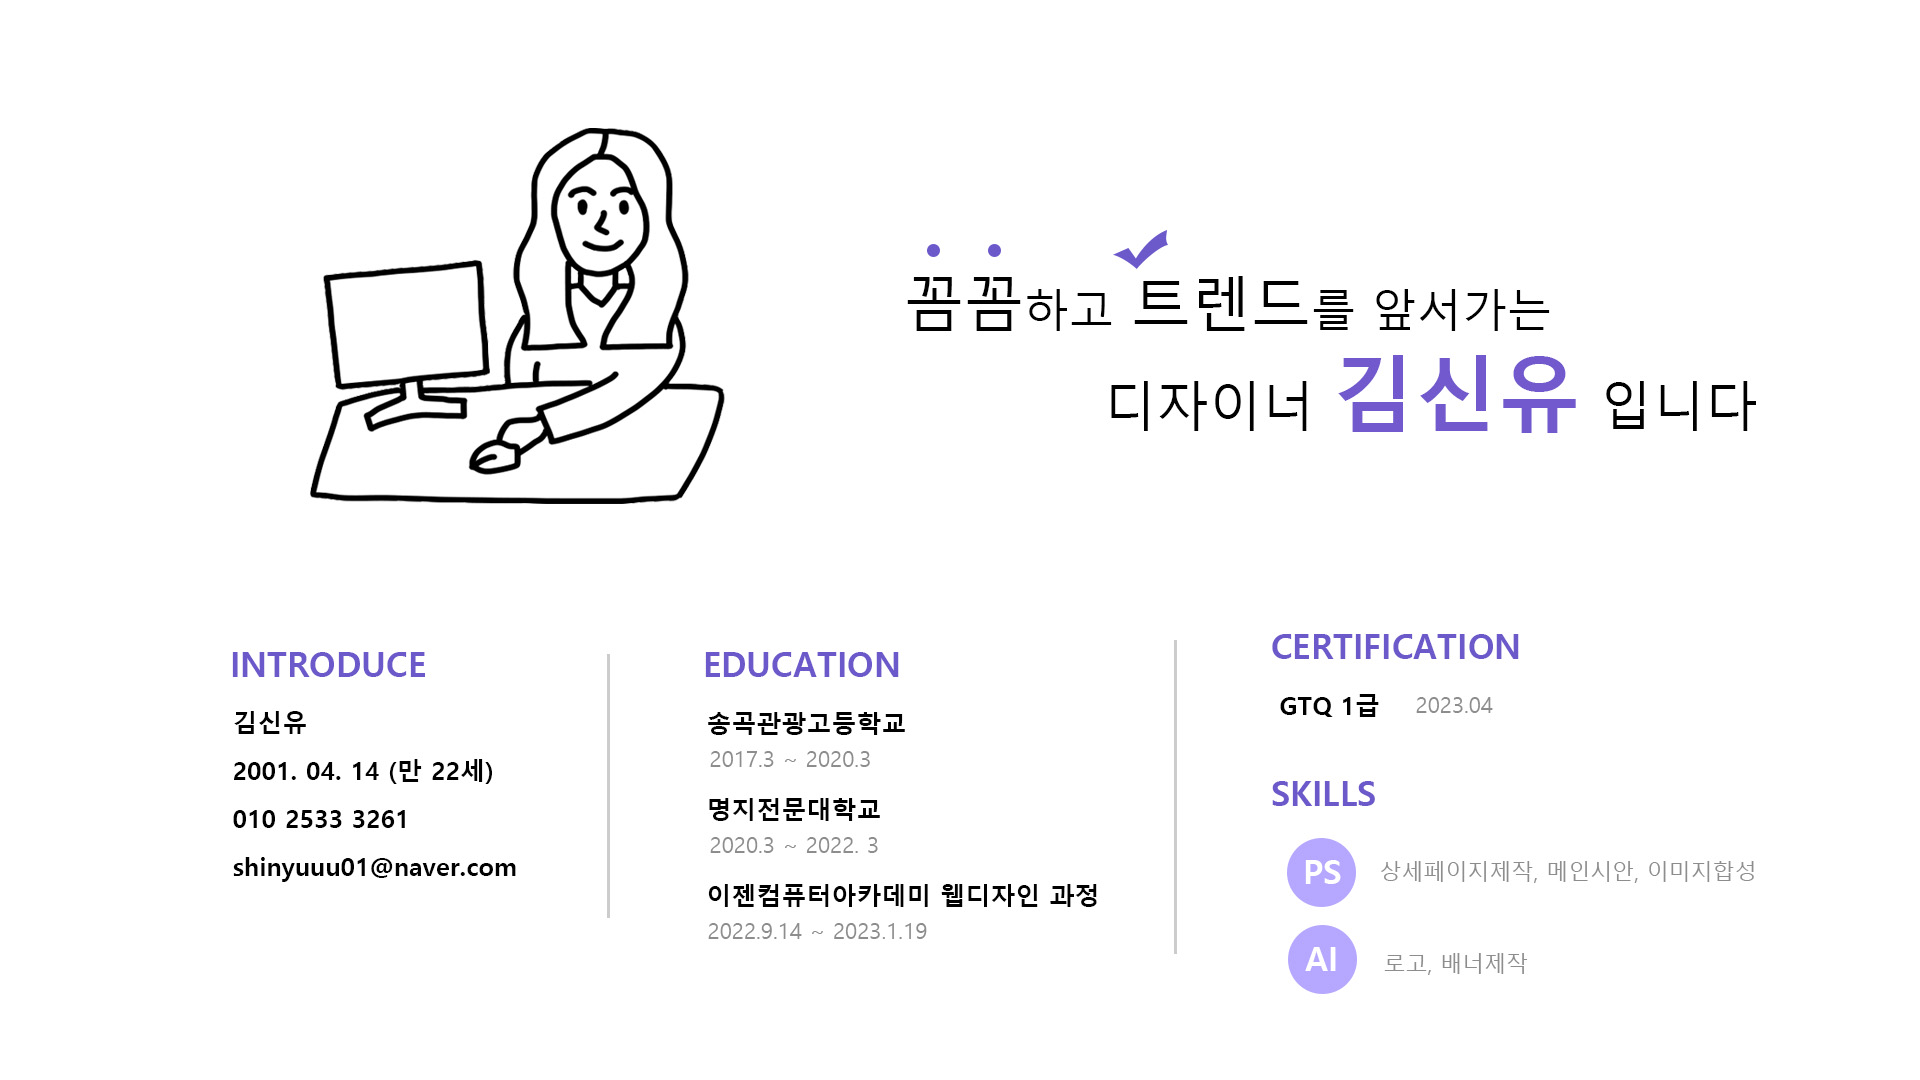 꼼꼼하고 트렌드를 앞서가는
디자이너 김신유 입니다
INTRODUCE
김신유
2001. 04. 14 (만 22세)
010 2533 3261
shinyuuu01@naver.com
EDUCATION
송곡관광고등학교
2017.3 ~ 2020.3
명지전문대학교
2020.3 ~ 2022. 3
이젠컴퓨터아카데미 웹디자인 과정
2022.9.14 ~ 2023.1.19
CERTIFICATION
GTQ 1급 2023.04
SKILLS
PS 상세페이지제작, 메인시안, 이미지합성
AI 로고, 배너제작